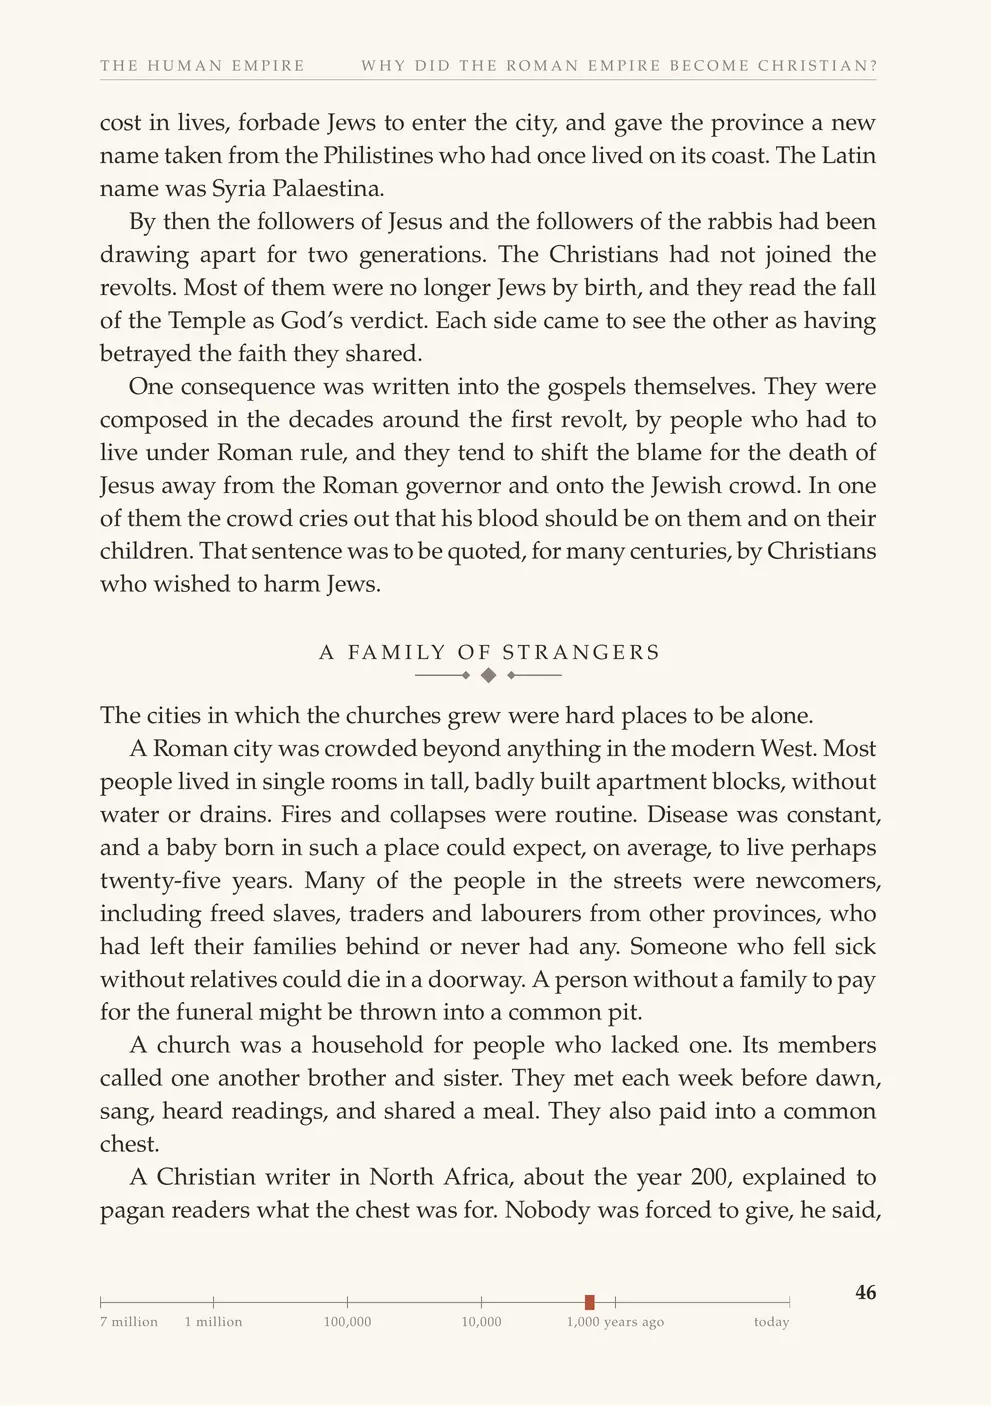 THE HUMAN EMPIRE WHY DID THE ROMAN EMPIRE BECOME CHRISTIAN?
cost in lives, forbade Jews to enter the city, and gave the province a new
name taken from the Philistines who had once lived on its coast. The Latin
name was Syria Palaestina.
By then the followers of Jesus and the followers of the rabbis had been
drawing apart for two generations. The Christians had not joined the
revolts. Most of them were no longer Jews by birth, and they read the fall
of the Temple as God’s verdict. Each side came to see the other as having
betrayed the faith they shared.
One consequence was written into the gospels themselves. They were
composed in the decades around the first revolt, by people who had to
live under Roman rule, and they tend to shift the blame for the death of
Jesus away from the Roman governor and onto the Jewish crowd. In one
of them the crowd cries out that his blood should be on them and on their
children. That sentence was to be quoted, for many centuries, by Christians
who wished to harm Jews.
A FAMILY OF STRANGERS
The cities in which the churches grew were hard places to be alone.
A Roman city was crowded beyond anything in the modern West. Most
people lived in single rooms in tall, badly built apartment blocks, without
water or drains. Fires and collapses were routine. Disease was constant,
and a baby born in such a place could expect, on average, to live perhaps
twenty-five years. Many of the people in the streets were newcomers,
including freed slaves, traders and labourers from other provinces, who
had left their families behind or never had any. Someone who fell sick
without relatives could die in a doorway. A person without a family to pay
for the funeral might be thrown into a common pit.
A church was a household for people who lacked one. Its members
called one another brother and sister. They met each week before dawn,
sang, heard readings, and shared a meal. They also paid into a common
chest.
A Christian writer in North Africa, about the year 200, explained to
pagan readers what the chest was for. Nobody was forced to give, he said,
46
7 million 1 million 100,000 10,000 1,000 years ago today